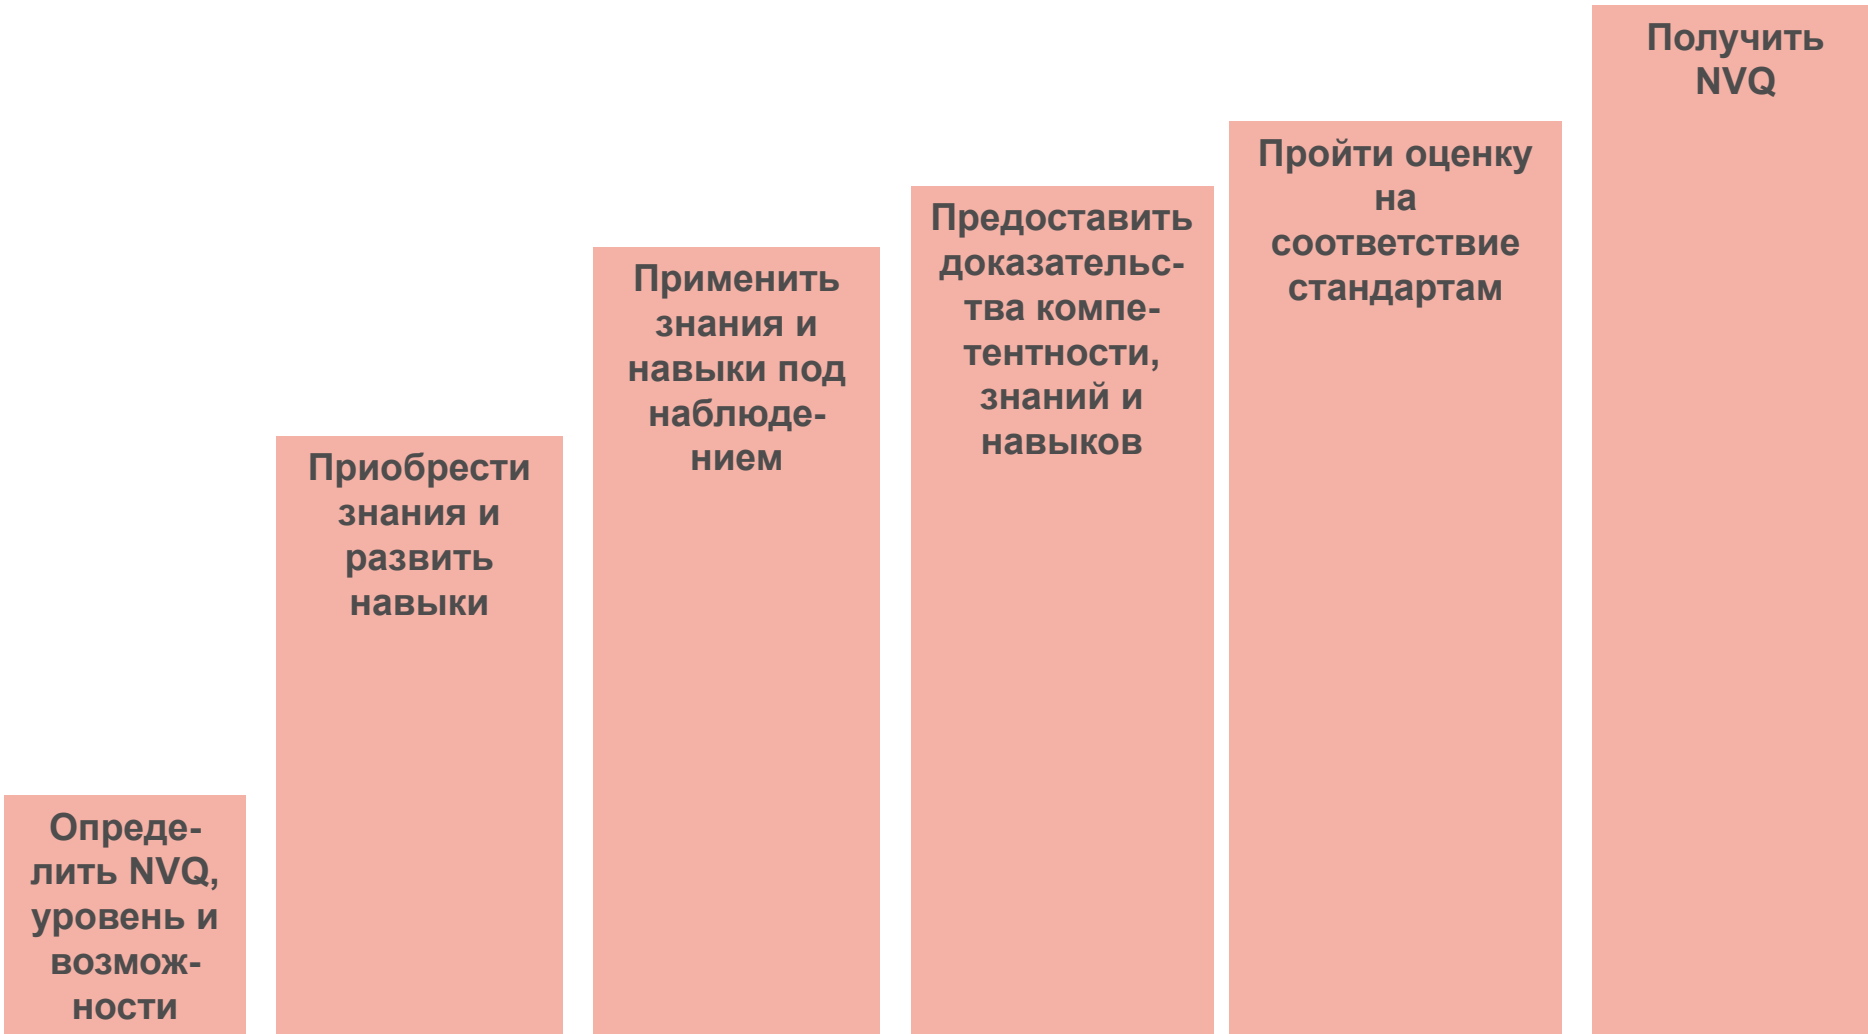 Опреде-
лить NVQ,
уровень и
возмож-
ности
Приобрести
знания и
развить
навыки
Применить
знания и
навыки под
наблюде-
нием
Предоставить
доказательс-
тва компе-
тентности,
знаний и
навыков
Пройти оценку
на
соответствие
стандартам
Получить
NVQ